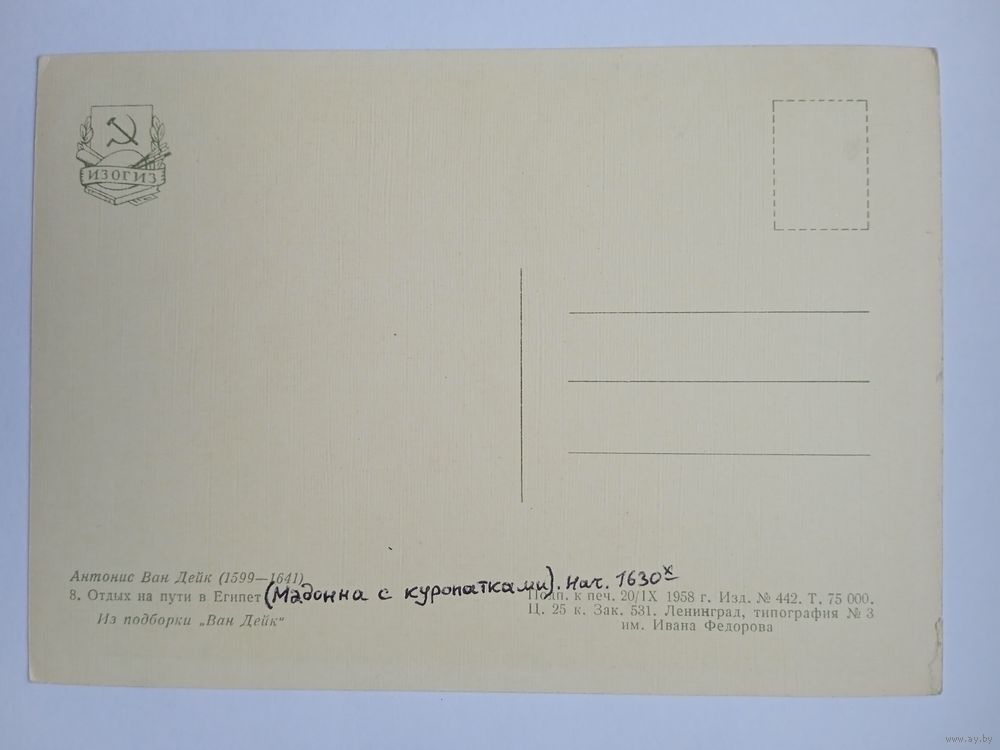 ИЗОГИЗ
Антонис Ван Дейк (1599—1641)
8. Отдых на пути в Египет (Мадонна с куропатками). Нач. 1630х
Из подборки „Ван Дейк“
Подп. к печ. 20/IX 1958 г. Изд. № 442. Т. 75 000.
Ц. 25 к. Зак. 531. Ленинград, типография № 3
им. Ивана Федорова
www.ay.by